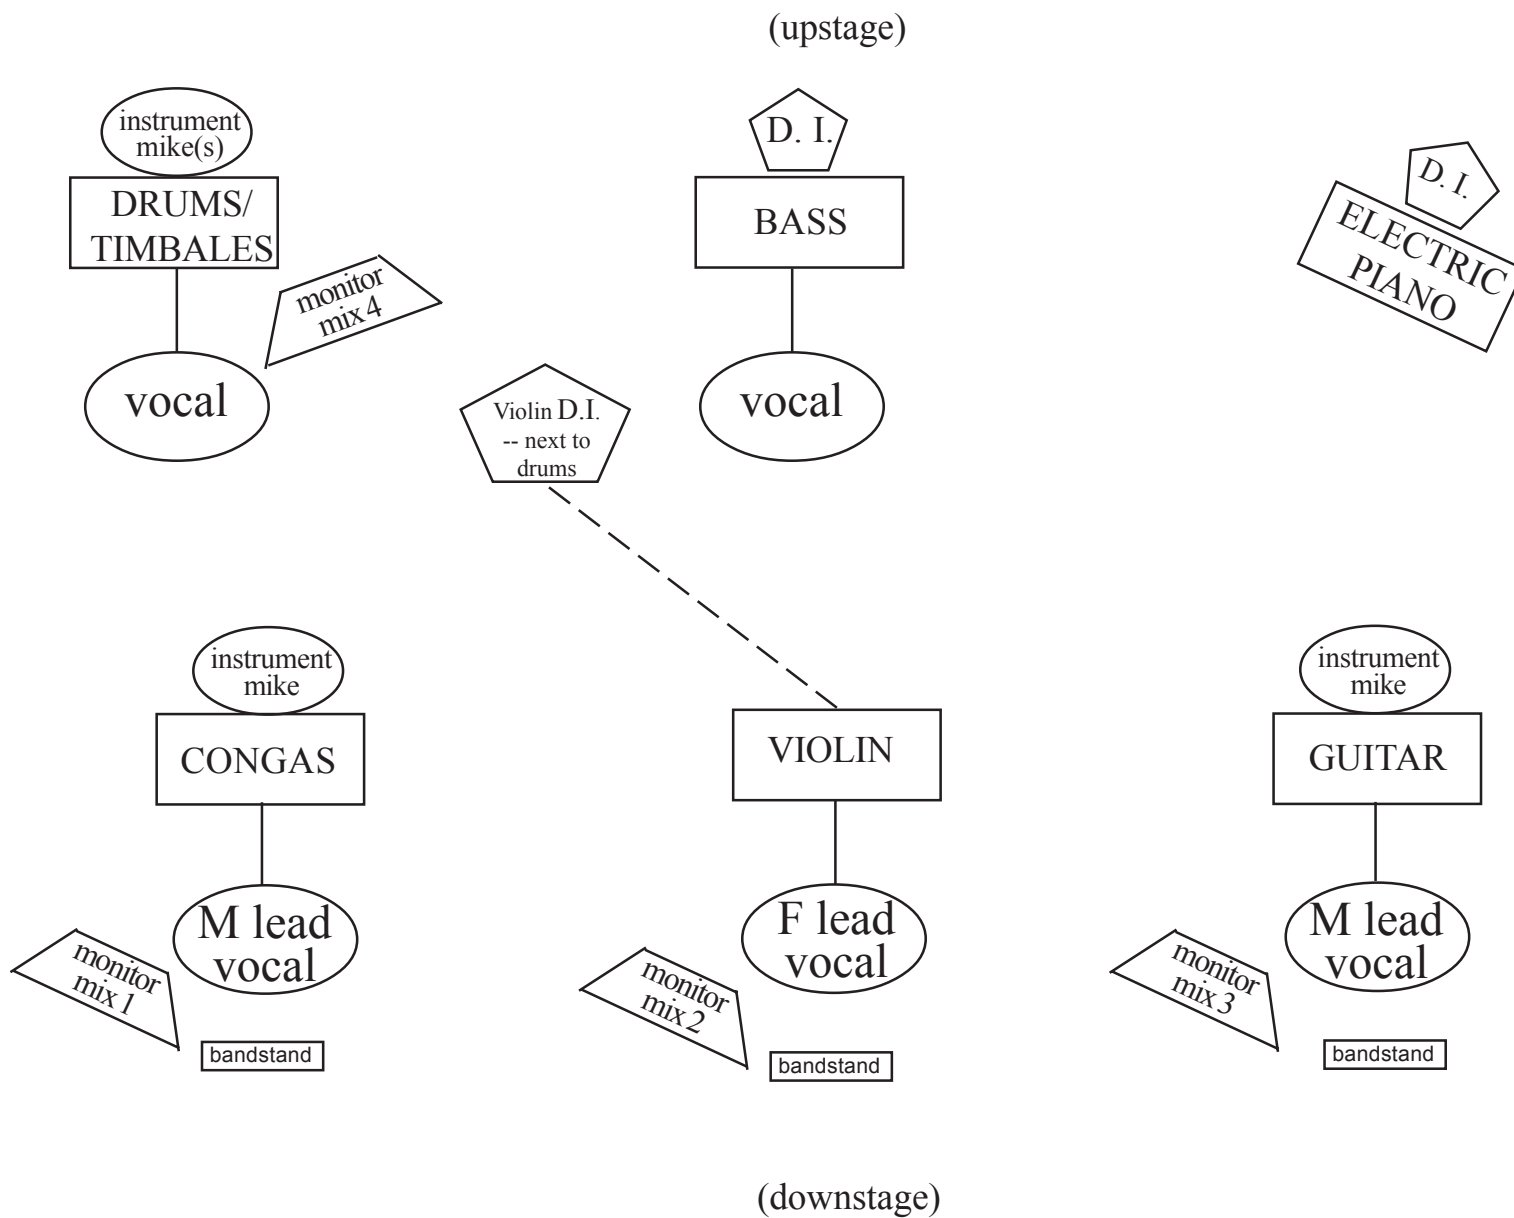 (upstage)
instrument
mike(s)
DRUMS/
TIMBALES
monitor
mix 4
vocal
D. I.
BASS
vocal
D. I.
ELECTRIC
PIANO
Violin D.I.
-- next to
drums
instrument
mike
CONGAS
M lead
vocal
monitor
mix 1
bandstand
VIOLIN
F lead
vocal
monitor
mix 2
bandstand
instrument
mike
GUITAR
M lead
vocal
monitor
mix 3
bandstand
(downstage)